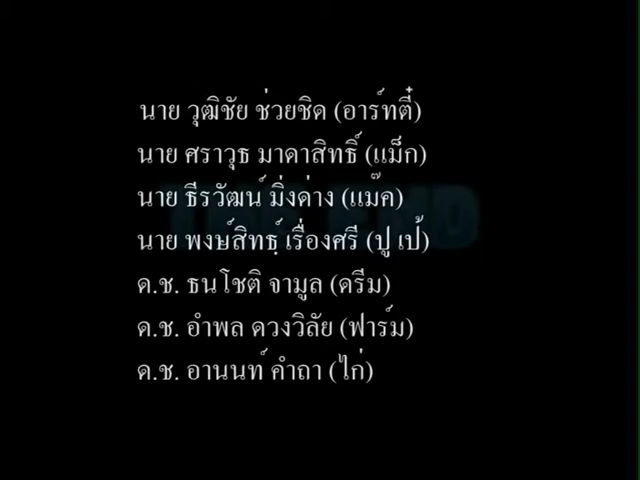 นาย วุฒิชัย ช่วยชิด (อาร์ทตี๋)
นาย ศราวุธ มาดาสิทธิ์ (แม็ก)
นาย ธีรวัฒน์ มิ่งด่าง (แม๊ค)
นาย พงษ์สิทธฺ์ เรื่องศรี (ปู เป้)
ด.ช. ธนโชติ จามูล (ดรีม)
ด.ช. อำพล ดวงวิลัย (ฟาร์ม)
ด.ช. อานนท์ คำถา (ไก่)
THE END